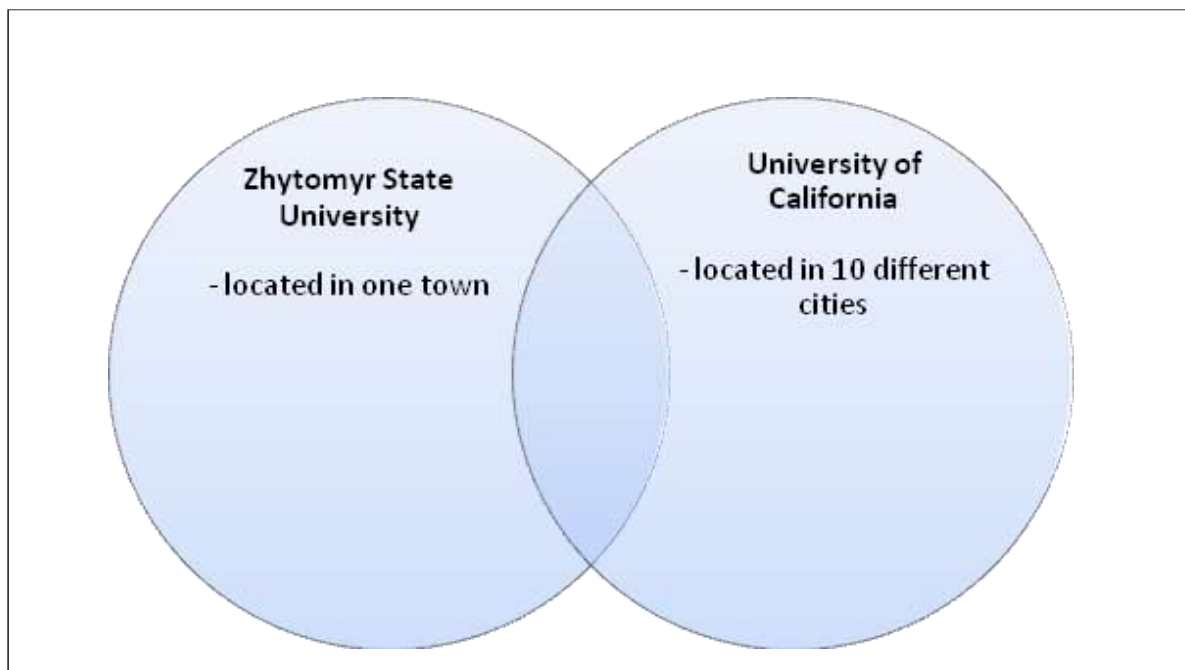 Zhytomyr State
University
- located in one town
University of
California
- located in 10 different
cities